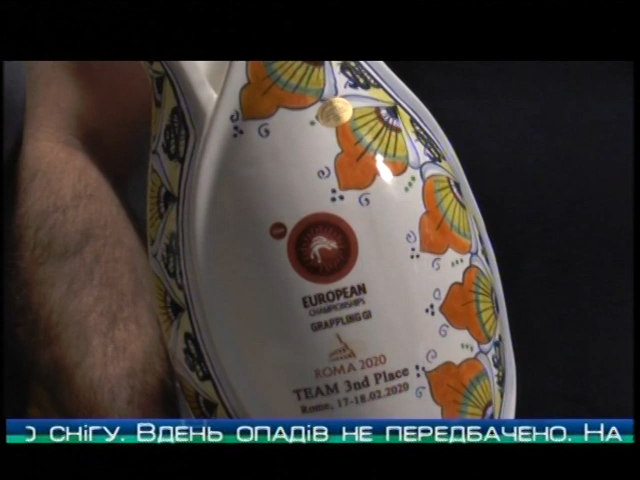 EUROPEAN
CHAMPIONSHIPS
GRAPPLING GI
ROMA 2020
TEAM 3nd Place
Rome, 17-18.02.2020
О СНІГУ. ВДЕНЬ ОПАДІВ НЕ ПЕРЕДБАЧЕНО. НА